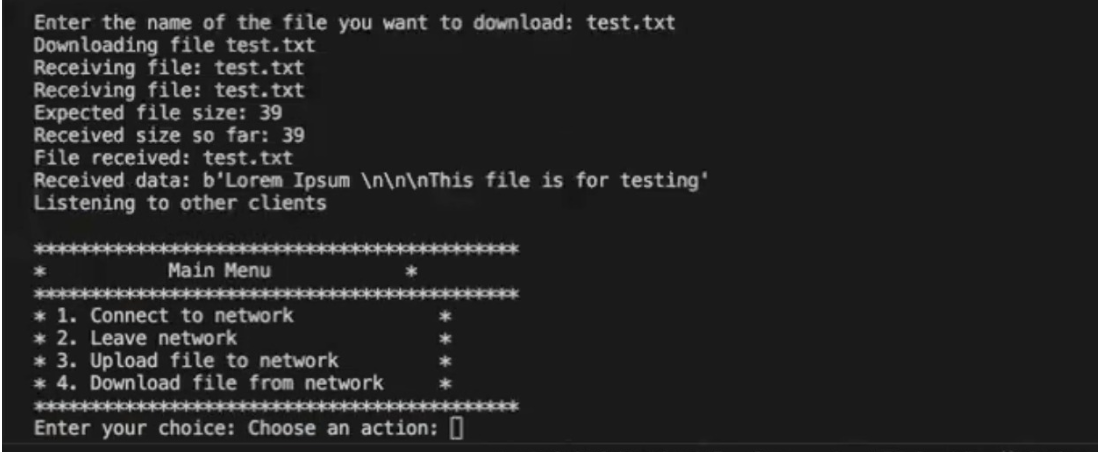 Enter the name of the file you want to download: test.txt
Downloading file test.txt
Receiving file: test.txt
Receiving file: test.txt
Expected file size: 39
Received size so far: 39
File received: test.txt
Received data: b'Lorem Ipsum \n\n\nThis file is for testing'
Listening to other clients

*******************************************
*           Main Menu            *
*******************************************
* 1. Connect to network             *
* 2. Leave network                  *
* 3. Upload file to network         *
* 4. Download file from network     *
*******************************************
Enter your choice: Choose an action: